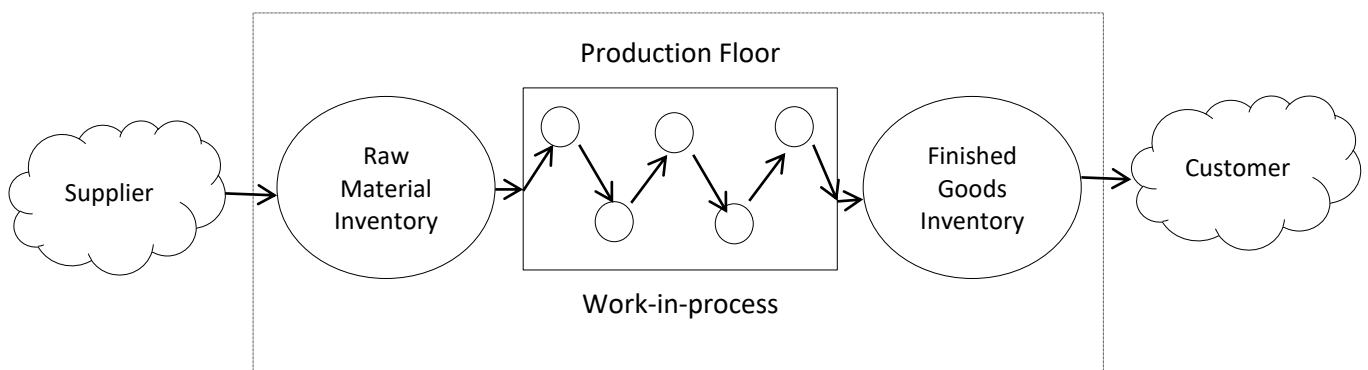 Production Floor
Supplier
Raw
Material
Inventory
Finished
Goods
Inventory
Customer
Work-in-process